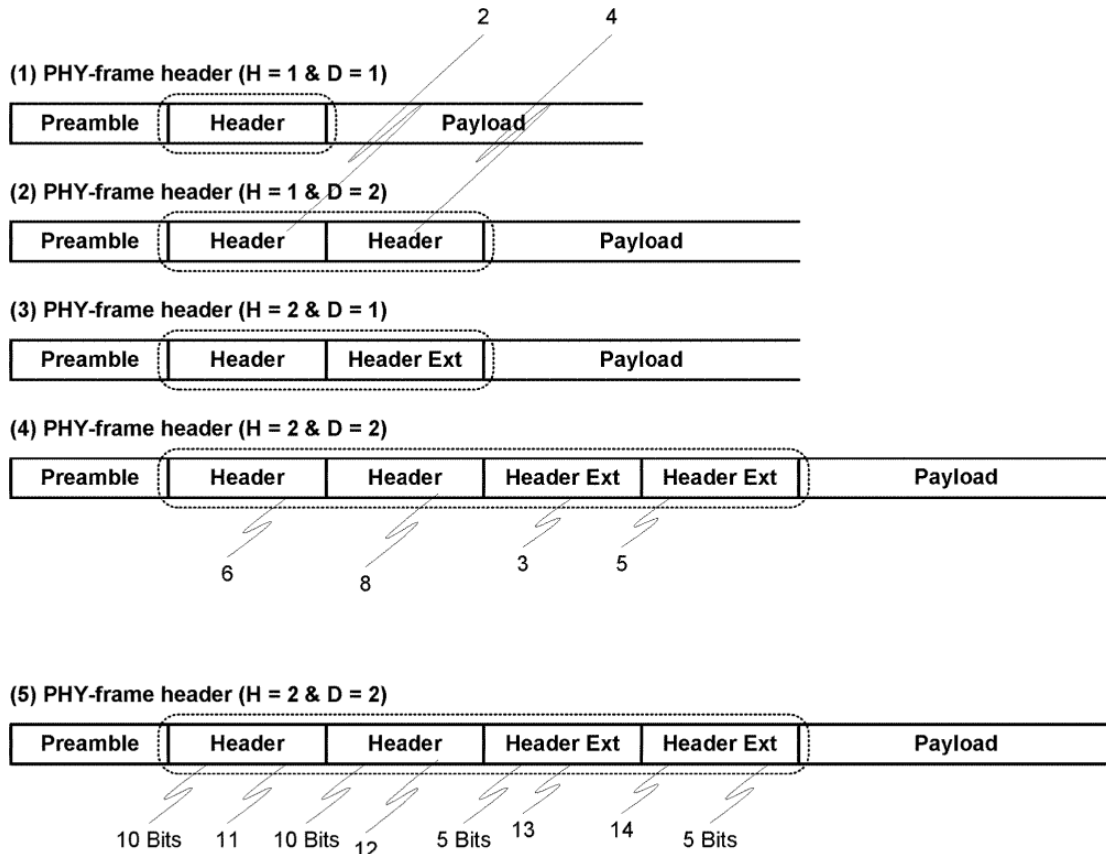 2 4
(1) PHY-frame header (H = 1 & D = 1)
Preamble Header Payload
(2) PHY-frame header (H = 1 & D = 2)
Preamble Header Header Payload
(3) PHY-frame header (H = 2 & D = 1)
Preamble Header Header Ext Payload
(4) PHY-frame header (H = 2 & D = 2)
Preamble Header Header Header Ext Header Ext Payload
6 8 3 5
(5) PHY-frame header (H = 2 & D = 2)
Preamble Header Header Header Ext Header Ext Payload
10 Bits 11 10 Bits 12 5 Bits 13 14 5 Bits